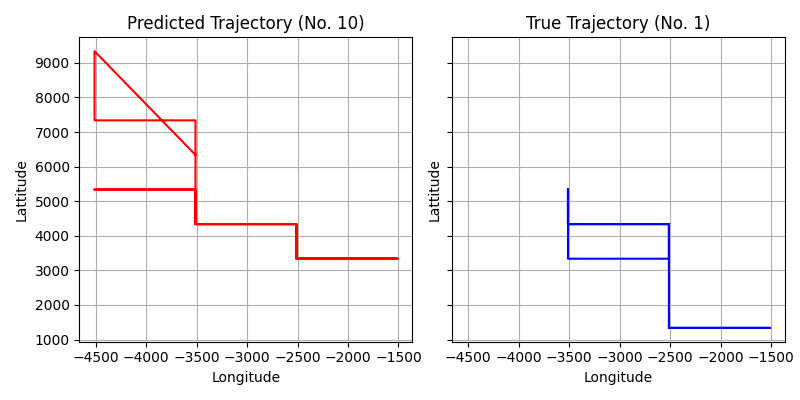 Predicted Trajectory (No. 10)
True Trajectory (No. 1)
9000
8000
7000
6000
5000
4000
3000
2000
1000
Lattitude
Lattitude
−4500 −4000 −3500 −3000 −2500 −2000 −1500
−4500 −4000 −3500 −3000 −2500 −2000 −1500
Longitude
Longitude